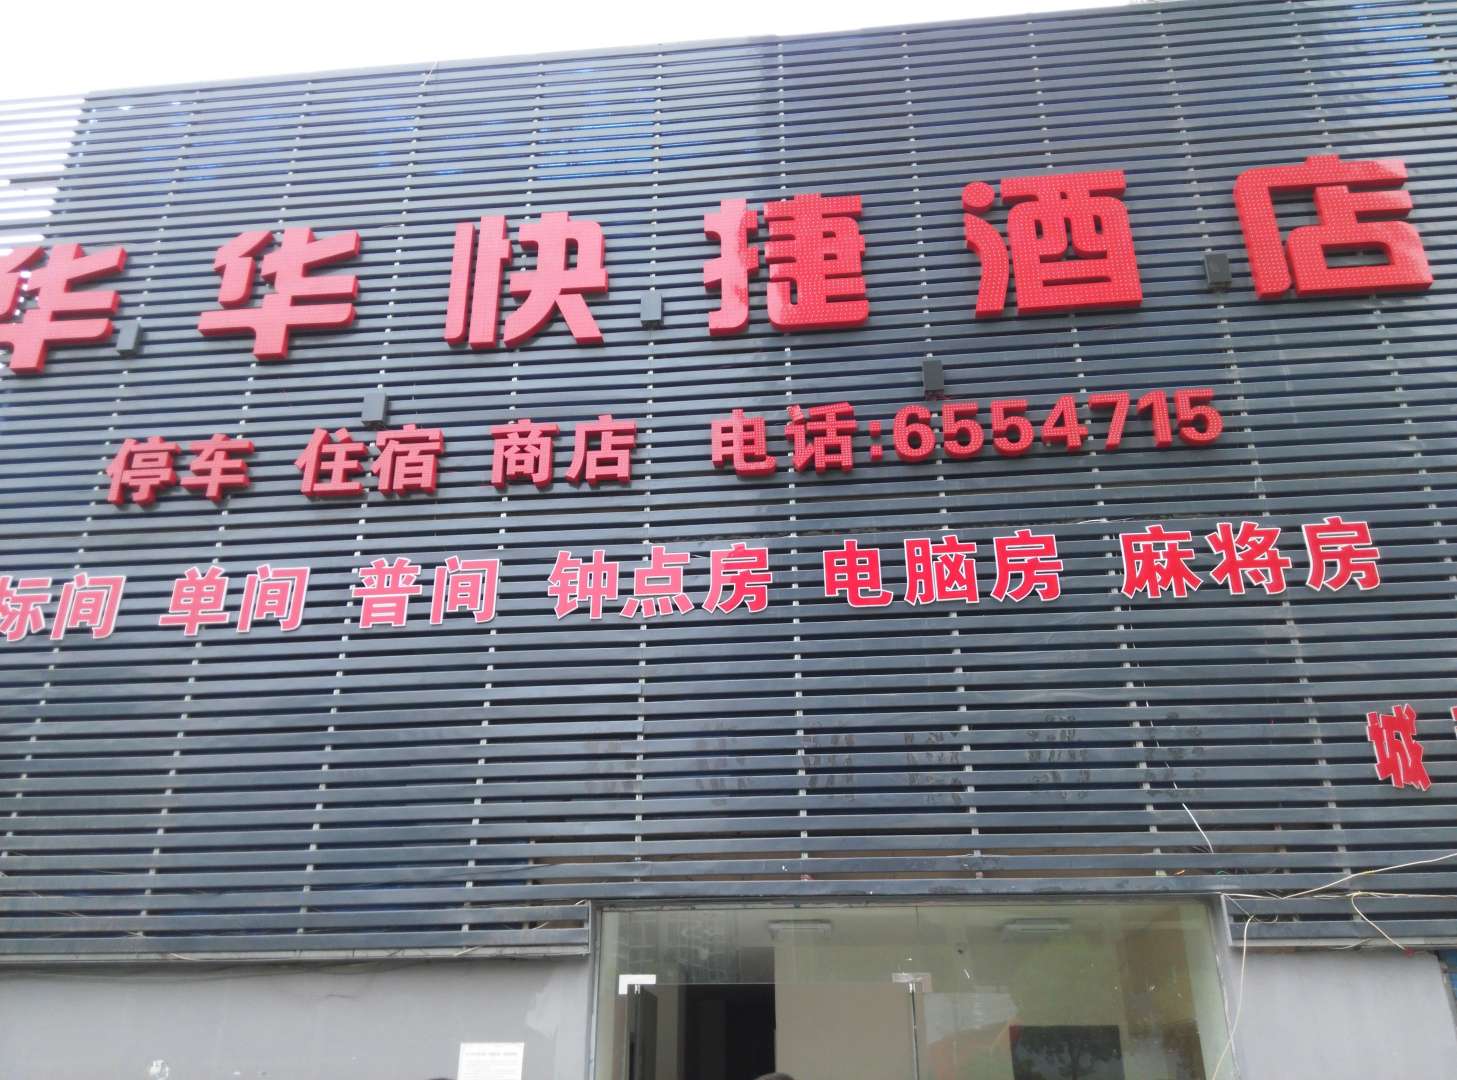 华华快捷酒店
停车 住宿 商店 电话:6554715
标间 单间 普间 钟点房 电脑房 麻将房
城